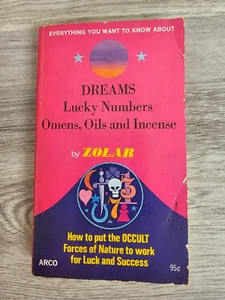 EVERYTHING YOU WANT TO KNOW ABOUT
DREAMS
Lucky Numbers
Omens, Oils and Incense
by ZOLAR
How to put the OCCULT
Forces of Nature to work
for Luck and Success
ARCO
95¢